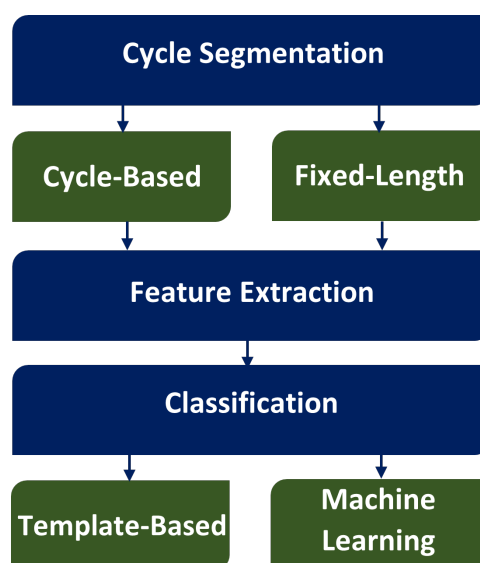 Cycle Segmentation
Cycle-Based
Fixed-Length
Feature Extraction
Classification
Template-Based
Machine
Learning